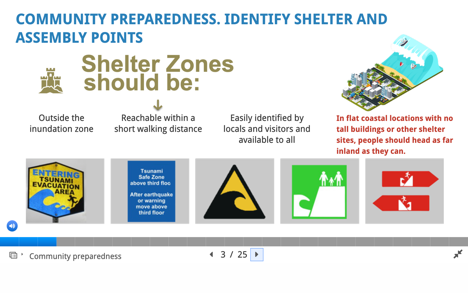 COMMUNITY PREPAREDNESS. IDENTIFY SHELTER AND
ASSEMBLY POINTS
Shelter Zones
should be:
Outside the
inundation zone
Reachable within a
short walking distance
Easily identified by
locals and visitors and
available to all
In flat coastal locations with no
tall buildings or other shelter
sites, people should head as far
inland as they can.
ENTERING
TSUNAMI
EVACUATION
AREA
Tsunami
Safe Zone
above third floc
After earthquake
or warning
move above
third floor
Community preparedness
3 / 25